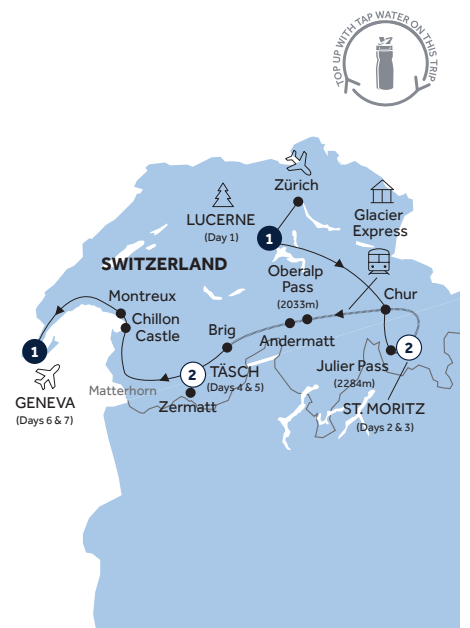 TOP UP WITH TAP WATER ON THIS TRIP
Zürich
LUCERNE
(Day 1)
1
Glacier
Express
SWITZERLAND
Oberalp
Pass
(2033m)
Chur
Montreux
Chillon
Castle
Brig
Andermatt
1
2
TÄSCH
(Days 4 & 5)
Julier Pass
(2284m)
2
GENEVA
(Days 6 & 7)
Matterhorn
Zermatt
ST. MORITZ
(Days 2 & 3)